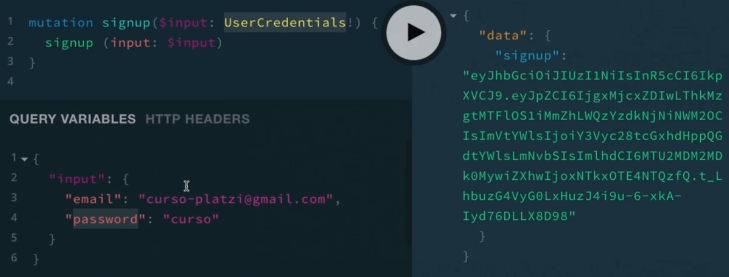 1 mutation signup($input: UserCredentials!) {
2 signup (input: $input)
3 }
4
QUERY VARIABLES HTTP HEADERS
1 {
2 "input": {
3 "email": "curso-platzi@gmail.com",
4 "password": "curso"
5 }
6 }
{
"data": {
"signup":
"eyJhbGciOiJIUzI1NiIsInR5cCI6Ikp
XVCJ9.eyJpZCI6IjgxMjcxZDIwLThkMz
gtMTFlOS1iMmZhLWQzYzdkNjNiNWM2OC
IsImVtYWlsIjoiY3Vyc28tcGxhdHppQG
dtYWlsLmNvbSIsImlhdCI6MTU2MDM2MD
k0MywiZXhwIjoxNTkxOTE4NTQzfQ.t_L
hbuzG4VyG0LxHuzJ4i9u-6-xkA-
Iyd76DLLX8D98"
}
}